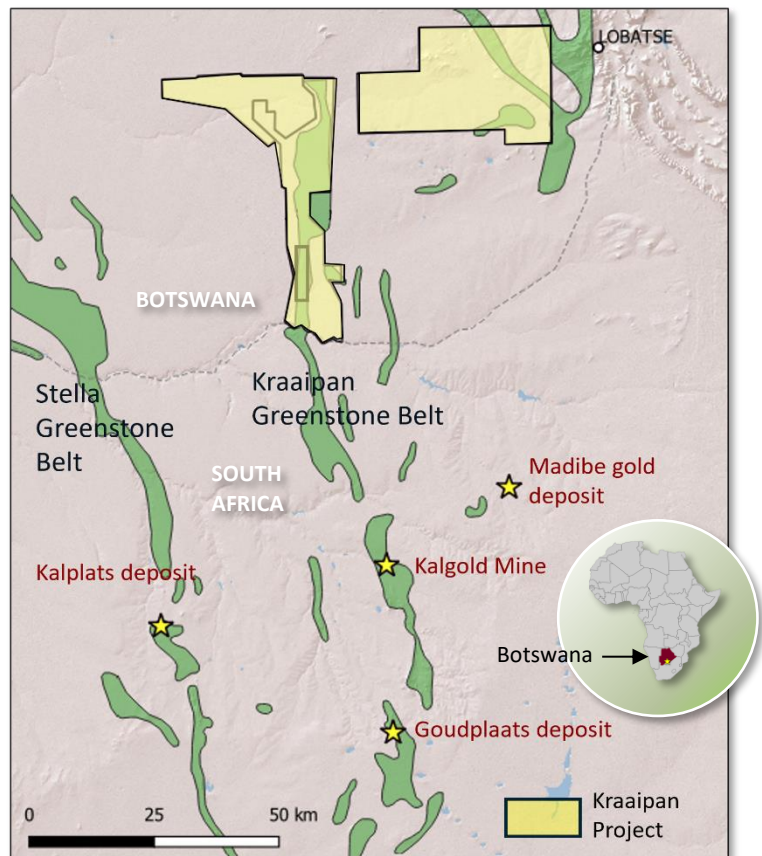 LOBATSE
BOTSWANA
Stella
Greenstone
Belt
Kraaipan
Greenstone Belt
SOUTH
AFRICA
Madibe gold
deposit
Kalplats deposit
Kalgold Mine
Botswana
Goudplaats deposit
0 25 50 km
Kraaipan
Project